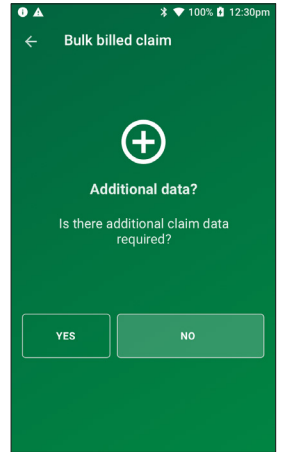 100% 12:30pm
Bulk billed claim
Additional data?
Is there additional claim data
required?
YES NO